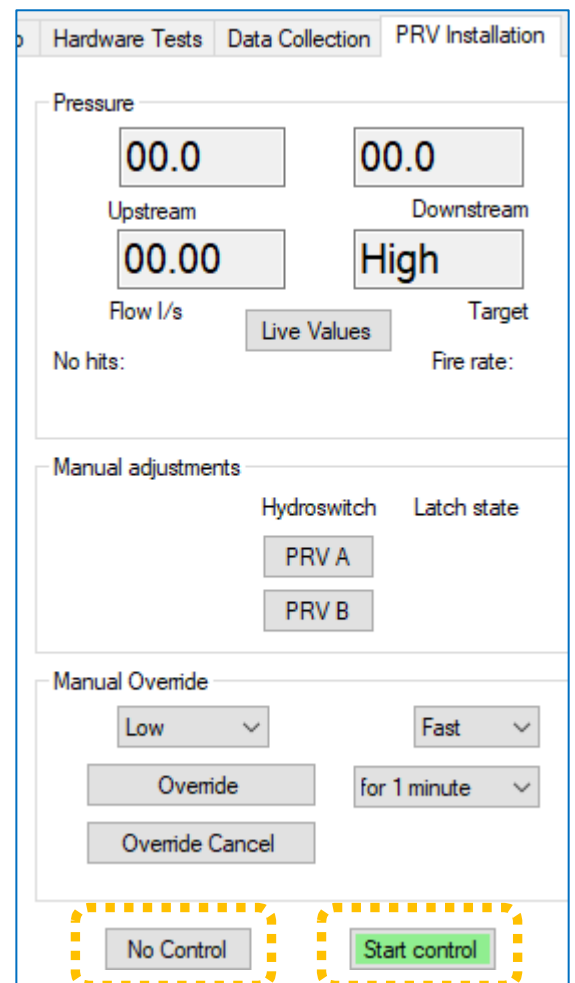 Hardware Tests Data Collection PRV Installation
Pressure
00.0 00.0
Upstream Downstream
00.00 High
Flow l/s Target
Live Values
No hits: Fire rate:
Manual adjustments
Hydroswitch Latch state
PRV A
PRV B
Manual Override
Low Fast
Override for 1 minute
Override Cancel
No Control Start control